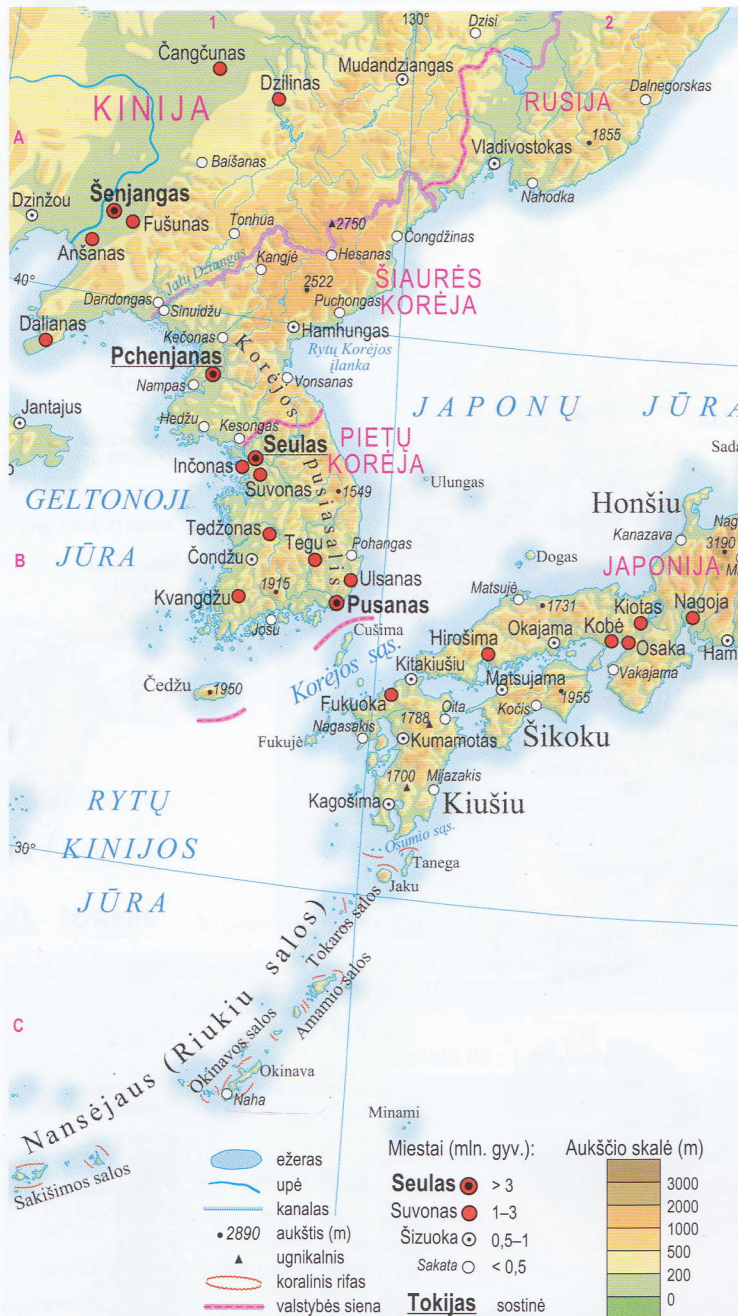 1
130°
2
Dzisi
Čangčunas
Mudandziangas
Dzilinas
Dalnegorskas
KINIJA
RUSIJA
A
1855
Vladivostokas
Baišanas
Nahodka
Šenjangas
Dzinžou
Fušunas
Tonhua
2750
Čongdžinas
Anšanas
Hesanas
Kangjė
40°
Jalų Dziangas
2522
ŠIAURĖS
KORĖJA
Puchongas
Dandongas
Sinuidžu
Hamhungas
Dalianas
Kečonas
Rytų Korėjos
įlanka
Pchenjanas
Nampas
Vonsanas
Korėjos pusiasalis
Jantajus
JAPONŲ JŪRA
Hedžu
Kesongas
Seulas
PIETŲ
KORĖJA
Inčonas
Suvonas
Ulungas
1549
GELTONOJI
JŪRA
Honšiu
Kanazava
Tedžonas
Pohangas
Čondžu
Tegu
Dogas
3190
B
JAPONIJA
1915
Ulsanas
Matsujė
1731
Kvangdžu
Pusanas
Kiotas
Nagoja
Josu
Cušima
Hirošima
Okajama
Kobė
Osaka
Ham
Korėjos sąs.
Kitakiušiu
Vakajama
Čedžu
1950
Matsujama
1955
Fukuoka
Kočis
Oita
1788
Nagasakis
Šikoku
Fukujė
Kumamotas
1700
Mijazakis
Kagošima
Kiušiu
RYTŲ
KINIJOS
JŪRA
Osumio sąs.
30°
Tanega
Jaku
Tokaros salos
Amamio salos
C
Nansėjaus (Riukiu salos)
Okinavos salos
Okinava
Naha
Minami
Sakišimos salos
ežeras
upė
kanalas
2890 aukštis (m)
ugnikalnis
koralinis rifas
valstybės siena
Miestai (mln. gyv.):
Seulas > 3
Suvonas 1–3
Šizuoka 0,5–1
Sakata < 0,5
Tokijas sostinė
Aukščio skalė (m)
3000
2000
1000
500
200
0